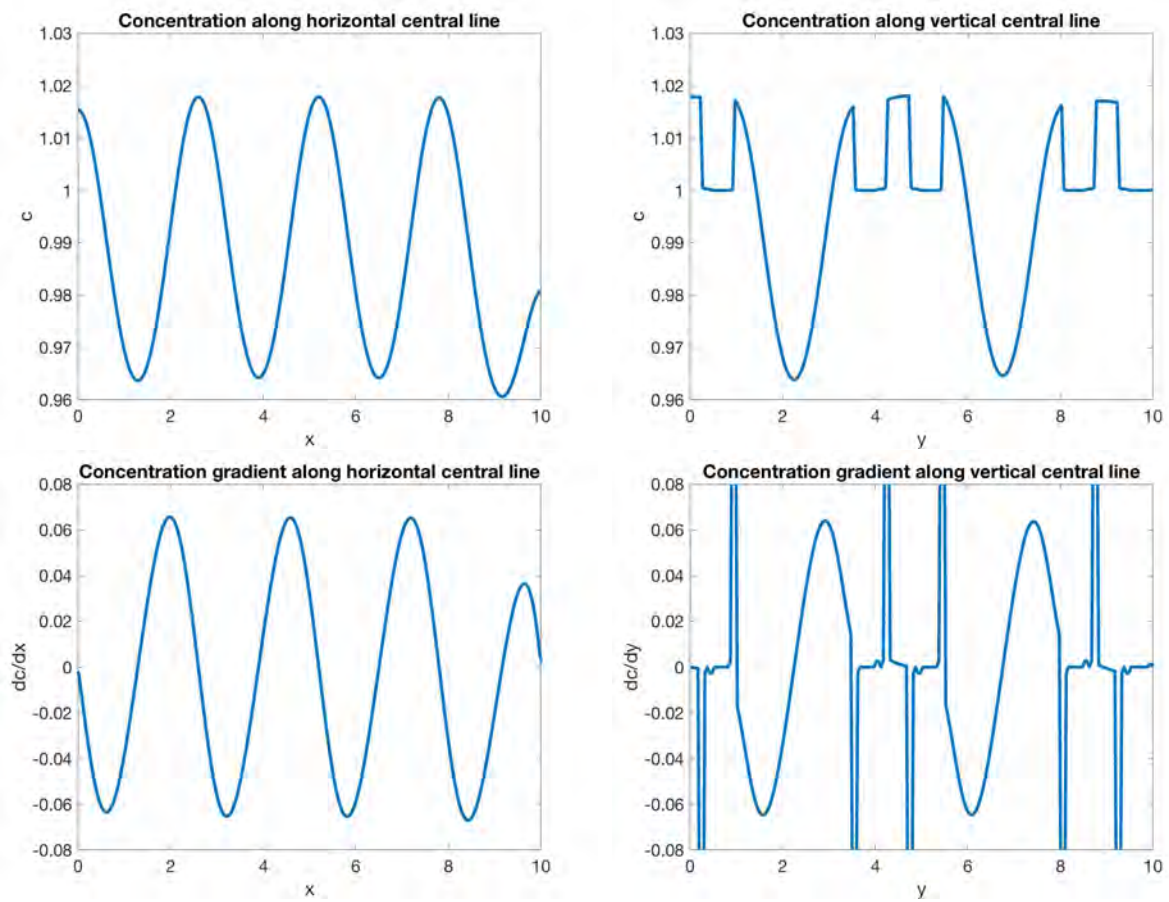 Concentration along horizontal central line
1.03
1.02
1.01
1
0.99
0.98
0.97
0.96
c
0 2 4 6 8 10
x
Concentration along vertical central line
1.03
1.02
1.01
1
0.99
0.98
0.97
0.96
c
0 2 4 6 8 10
y
Concentration gradient along horizontal central line
0.08
0.06
0.04
0.02
0
-0.02
-0.04
-0.06
-0.08
dc/dx
0 2 4 6 8 10
x
Concentration gradient along vertical central line
0.08
0.06
0.04
0.02
0
-0.02
-0.04
-0.06
-0.08
dc/dy
0 2 4 6 8 10
y